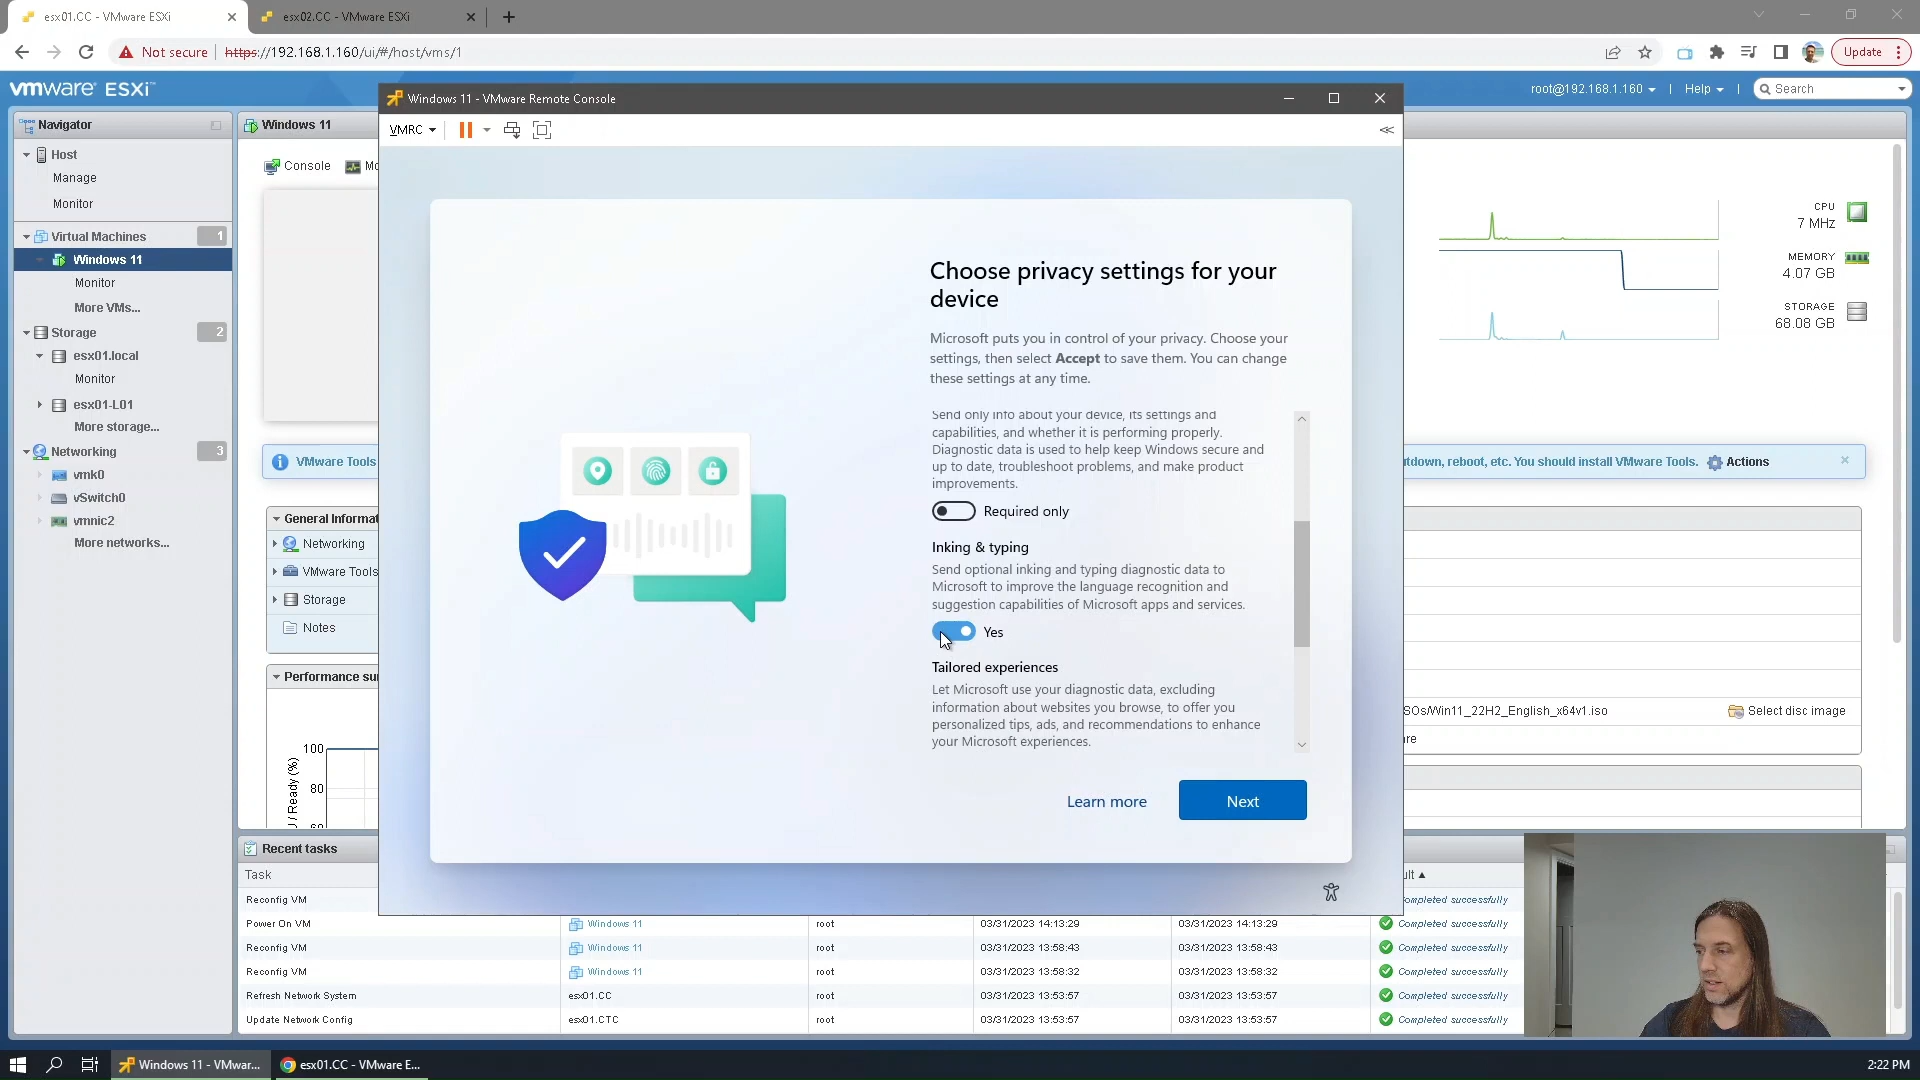 esx01.CC - VMware ESXi
esx02.CC - VMware ESXi
Not secure
https://192.168.1.160/ui/#/host/vms/1
Update
vmware ESXi™
root@192.168.1.160
Help
Search
Navigator
Host
Manage
Monitor
Virtual Machines 1
Windows 11
Monitor
More VMs...
Storage 2
esx01.local
Monitor
esx01-L01
More storage...
Networking 3
vmk0
vSwitch0
vmnic2
More networks...
Windows 11
Console
VMware Tools
General Informat
Networking
VMware Tools
Storage
Notes
Performance su
100
80
60
Windows 11 - VMware Remote Console
VMRC
Choose privacy settings for your
device
Microsoft puts you in control of your privacy. Choose your
settings, then select Accept to save them. You can change
these settings at any time.
Send only info about your device, its settings and
capabilities, and whether it is performing properly.
Diagnostic data is used to help keep Windows secure and
up to date, troubleshoot problems, and make product
improvements.
Required only
Inking & typing
Send optional inking and typing diagnostic data to
Microsoft to improve the language recognition and
suggestion capabilities of Microsoft apps and services.
Yes
Tailored experiences
Let Microsoft use your diagnostic data, excluding
information about websites you browse, to offer you
personalized tips, ads, and recommendations to enhance
your Microsoft experiences.
Learn more
Next
CPU
7 MHz
MEMORY
4.07 GB
STORAGE
68.08 GB
tdown, reboot, etc. You should install VMware Tools. Actions
SOs/Win11_22H2_English_x64v1.iso
Select disc image
Recent tasks
Task
Reconfig VM ompleted successfully
Power On VM Windows 11 root 03/31/2023 14:13:29 03/31/2023 14:13:29 Completed successfully
Reconfig VM Windows 11 root 03/31/2023 13:58:43 03/31/2023 13:58:43 Completed successfully
Reconfig VM Windows 11 root 03/31/2023 13:58:32 03/31/2023 13:58:32 Completed successfully
Refresh Network System esx01.CC root 03/31/2023 13:53:57 03/31/2023 13:53:57 Completed successfully
Update Network Config esx01.CTC root 03/31/2023 13:53:57 03/31/2023 13:53:57 Completed successfully
Windows 11 - VMwar...
esx01.CC - VMware E...
2:22 PM